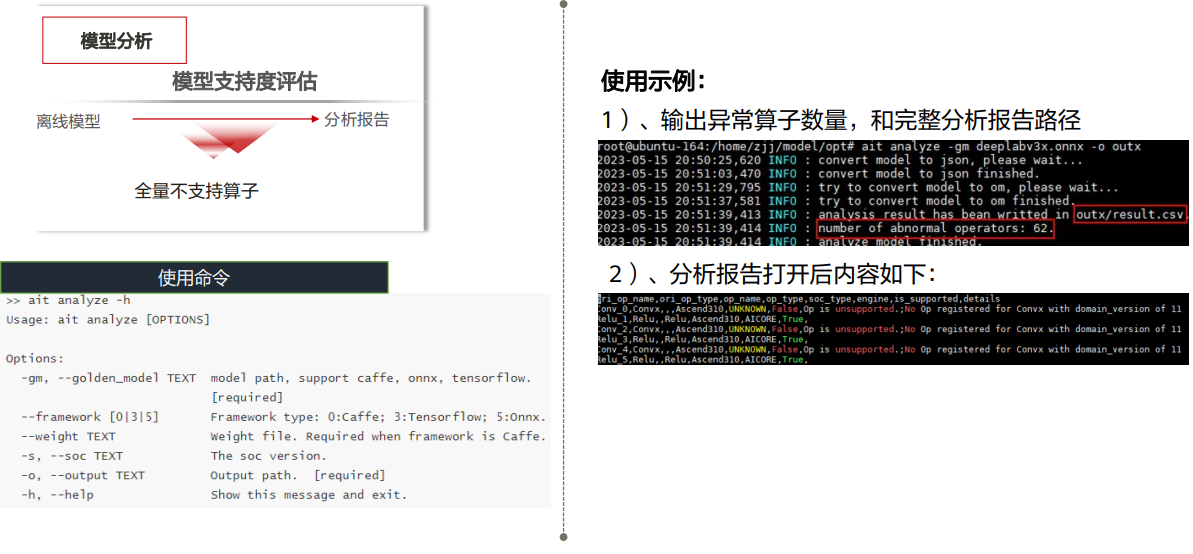 模型分析
模型支持度评估
离线模型
分析报告
全量不支持算子
使用命令
>> ait analyze -h
Usage: ait analyze [OPTIONS]
Options:
-gm, --golden_model TEXT model path, support caffe, onnx, tensorflow.
[required]
--framework [0|3|5] Framework type: 0:Caffe; 3:Tensorflow; 5:Onnx.
--weight TEXT Weight file. Required when framework is Caffe.
-s, --soc TEXT The soc version.
-o, --output TEXT Output path. [required]
-h, --help Show this message and exit.
使用示例：
1）、输出异常算子数量，和完整分析报告路径
root@ubuntu-164:/home/zjj/model/opt# ait analyze -gm deeplabv3x.onnx -o outx
2023-05-15 20:50:25,620 INFO : convert model to json, please wait...
2023-05-15 20:51:03,470 INFO : convert model to json finished.
2023-05-15 20:51:29,795 INFO : try to convert model to om, please wait...
2023-05-15 20:51:37,581 INFO : try to convert model to om finished.
2023-05-15 20:51:39,413 INFO : analysis result has bean writted in outx/result.csv.
2023-05-15 20:51:39,414 INFO : number of abnormal operators: 62.
2023-05-15 20:51:39,414 INFO : analyze model finished.
2）、分析报告打开后内容如下：
ori_op_name,ori_op_type,op_name,op_type,soc_type,engine,is_supported,details
Conv_0,Convx,,,Ascend310,UNKNOWN,False,Op is unsupported.;No Op registered for Convx with domain_version of 11
Relu_1,Relu,,Relu,Ascend310,AICORE,True,
Conv_2,Convx,,,Ascend310,UNKNOWN,False,Op is unsupported.;No Op registered for Convx with domain_version of 11
Relu_3,Relu,,Relu,Ascend310,AICORE,True,
Conv_4,Convx,,,Ascend310,UNKNOWN,False,Op is unsupported.;No Op registered for Convx with domain_version of 11
Relu_5,Relu,,Relu,Ascend310,AICORE,True,